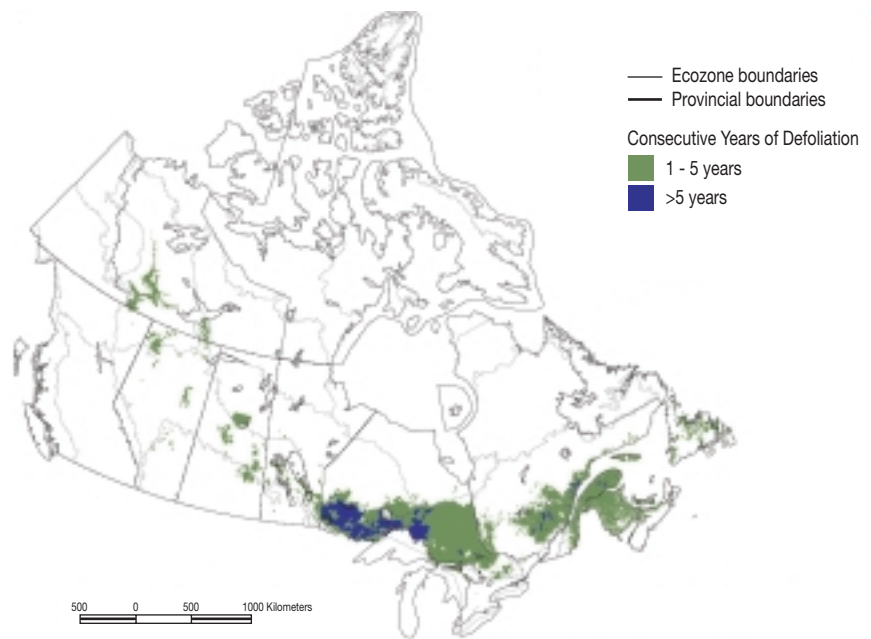 Ecozone boundaries
Provincial boundaries
Consecutive Years of Defoliation
1 - 5 years
>5 years
500 0 500 1000 Kilometers